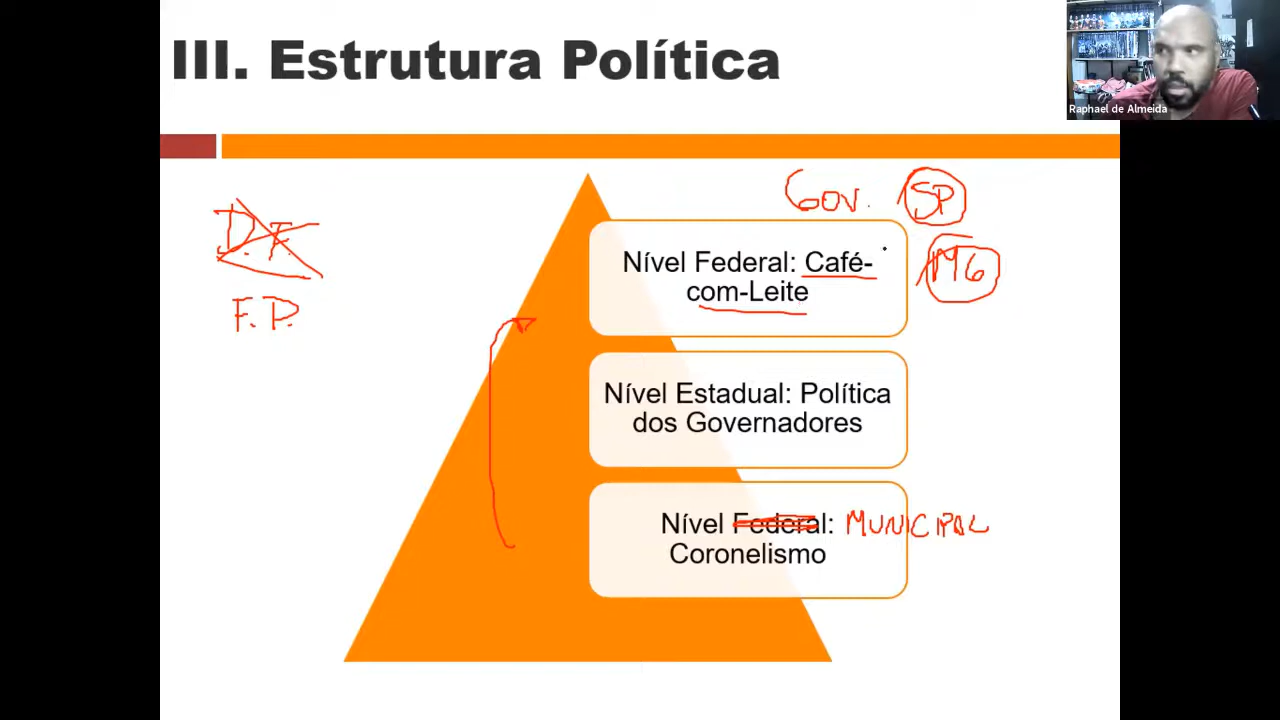 III. Estrutura Política
Raphael de Almeida
Gov. SP
D.F.
MG
Nível Federal: Café-
com-Leite
F.P.
Nível Estadual: Política
dos Governadores
Nível Federal: MUNICIPAL
Coronelismo